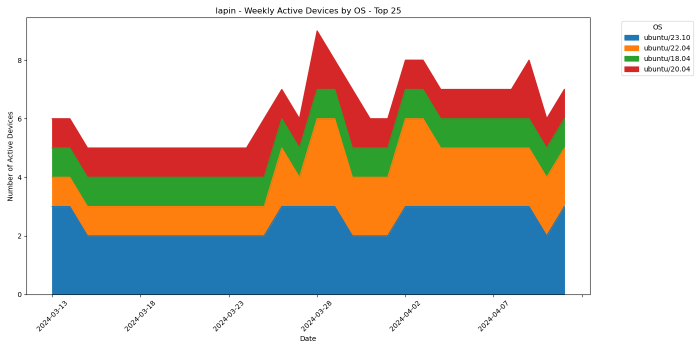 lapin - Weekly Active Devices by OS - Top 25
OS
ubuntu/23.10
ubuntu/22.04
ubuntu/18.04
ubuntu/20.04
Number of Active Devices
8
6
4
2
0
2024-03-13
2024-03-18
2024-03-23
2024-03-28
2024-04-02
2024-04-07
Date